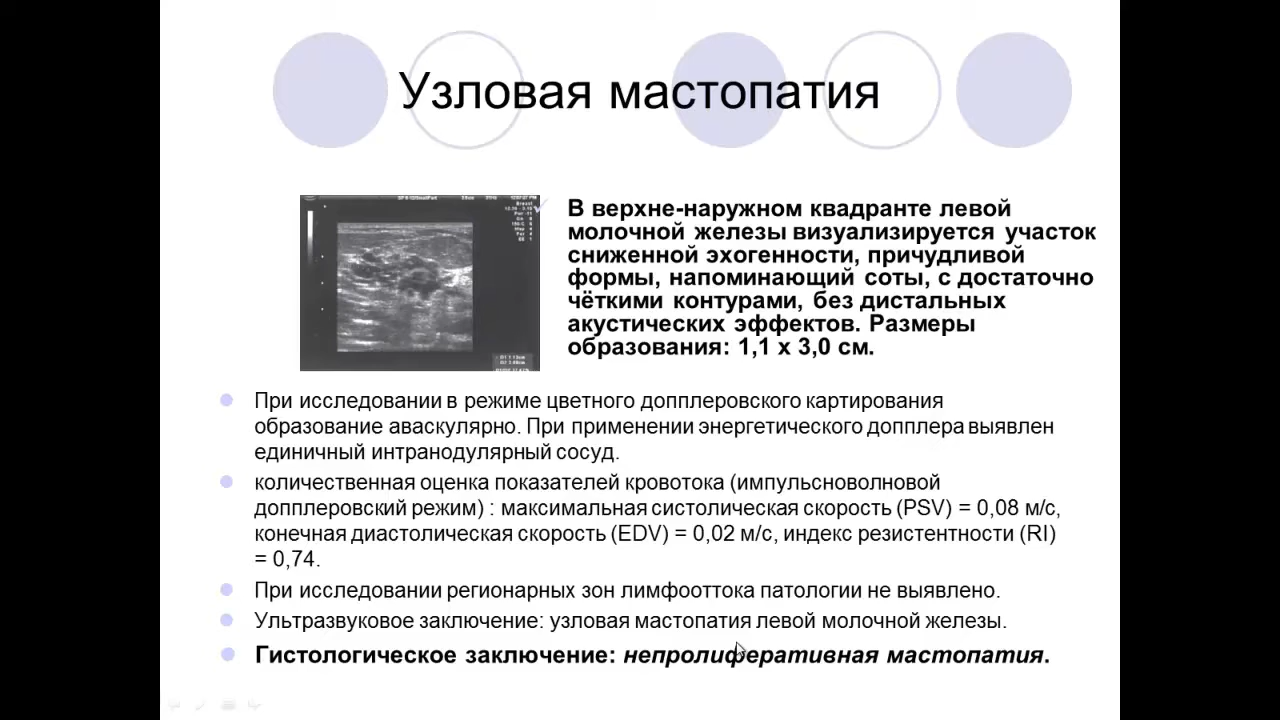 Узловая мастопатия
В верхне-наружном квадранте левой
молочной железы визуализируется участок
сниженной эхогенности, причудливой
формы, напоминающий соты, с достаточно
чёткими контурами, без дистальных
акустических эффектов. Размеры
образования: 1,1 х 3,0 см.
При исследовании в режиме цветного допплеровского картирования
образование аваскулярно. При применении энергетического допплера выявлен
единичный интранодулярный сосуд.
количественная оценка показателей кровотока (импульсноволновой
допплеровский режим) : максимальная систолическая скорость (PSV) = 0,08 м/с,
конечная диастолическая скорость (EDV) = 0,02 м/с, индекс резистентности (RI)
= 0,74.
При исследовании регионарных зон лимфооттока патологии не выявлено.
Ультразвуковое заключение: узловая мастопатия левой молочной железы.
Гистологическое заключение: непролиферативная мастопатия.